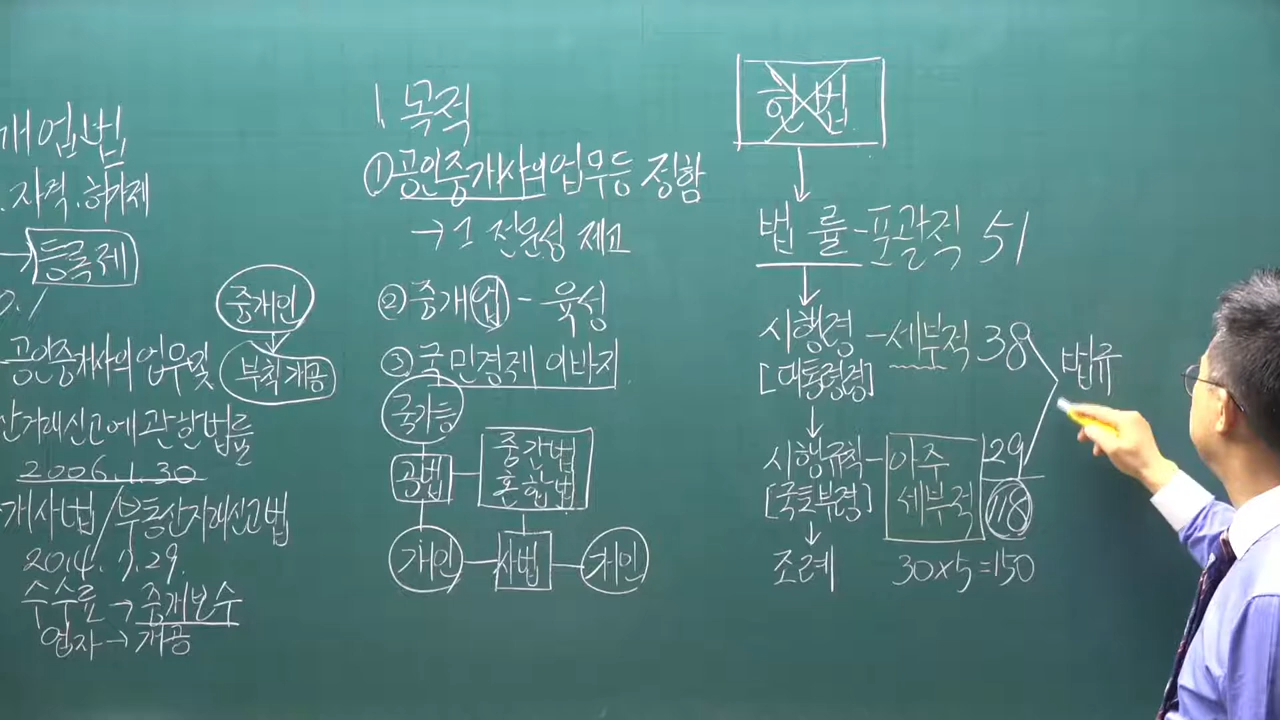 개업법
자격.허가제
→등록제
중개인
부칙개공
공인중개사의업무및
산거래신고에관한법률
2006.1.30
개사법/부동산거래신고법
2014.7.29.
수수료→중개보수
업자→개공
1.목적
①공인중개사의업무등 정함
→1 전문성 제고
②중개업-육성
③국민경제 이바지
국가등
공법
중간법
혼합법
개인
사법
개인
헌법
법률-포괄적 51
시행령-세부적 38
[대통령령]
법규
시행규칙-아주 29
[국토부령] 세부적 118
조례 30×5=150